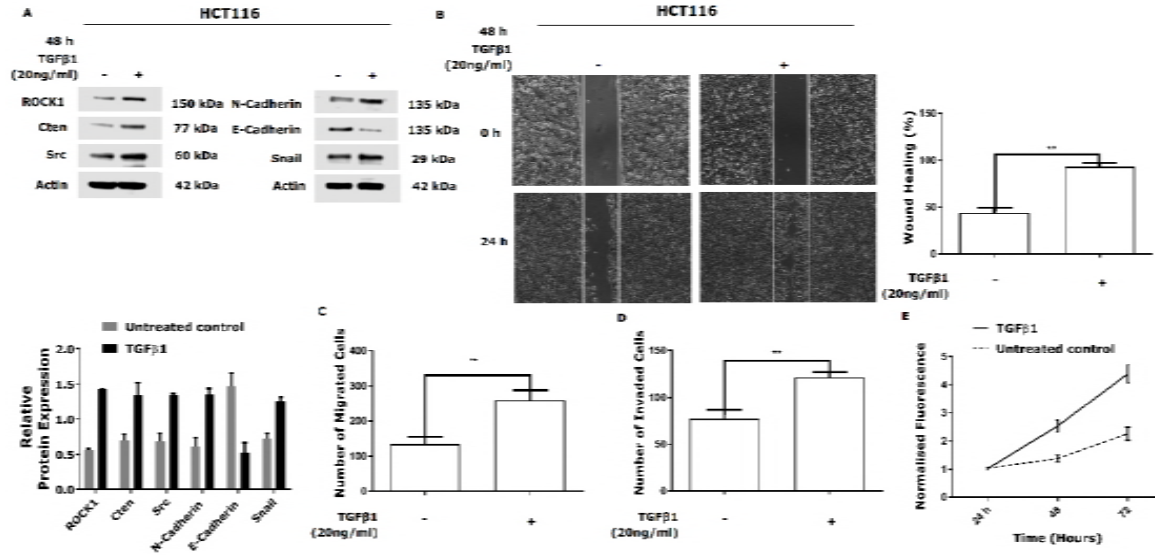 A
HCT116
48 h
TGFβ1
(20ng/ml)
- +
- +
ROCK1
150 kDa
N-Cadherin
135 kDa
Cten
77 kDa
E-Cadherin
135 kDa
Src
60 kDa
Snail
29 kDa
Actin
42 kDa
Actin
42 kDa
Untreated control
TGFβ1
Relative
Protein Expression
2.0
1.5
1.0
0.5
0.0
ROCK1
Cten
Src
N-Cadherin
E-Cadherin
Snail
B
HCT116
48 h
TGFβ1
(20ng/ml)
-
+
0 h
24 h
Wound Healing (%)
150
100
50
0
**
TGFβ1
(20ng/ml)
-
+
C
Number of Migrated Cells
400
300
200
100
0
TGFβ1
(20ng/ml)
-
+
D
Number of Invaded Cells
150
100
50
0
**
TGFβ1
(20ng/ml)
-
+
E
TGFβ1
Untreated control
Normalised Fluorescence
5
4
3
2
1
0
24 h
48
72
Time (Hours)